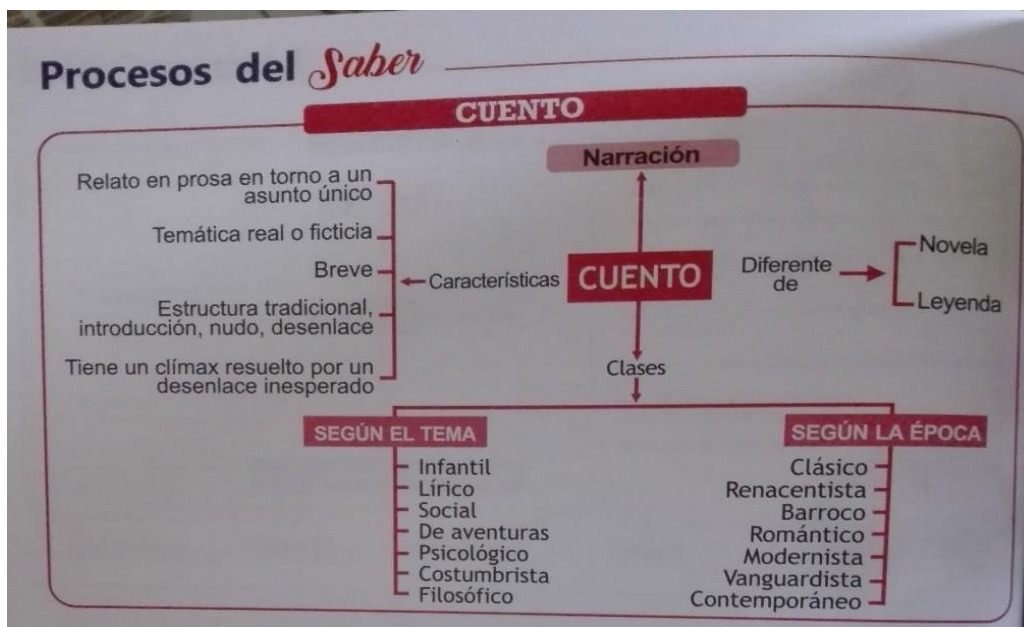 Procesos del Saber
CUENTO
Narración
Relato en prosa en torno a un
asunto único
Temática real o ficticia
Breve
Estructura tradicional,
introducción, nudo, desenlace
Tiene un clímax resuelto por un
desenlace inesperado
Características
CUENTO
Diferente
de
Novela
Leyenda
Clases
SEGÚN EL TEMA
Infantil
Lírico
Social
De aventuras
Psicológico
Costumbrista
Filosófico
SEGÚN LA ÉPOCA
Clásico
Renacentista
Barroco
Romántico
Modernista
Vanguardista
Contemporáneo